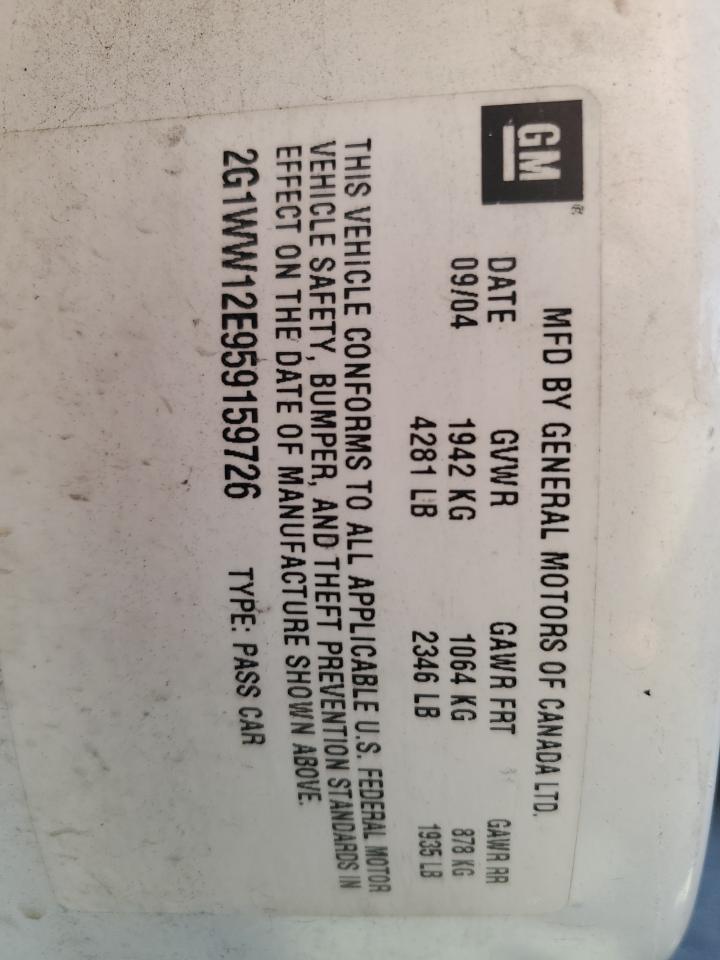 GM
®
MFD BY GENERAL MOTORS OF CANADA LTD.
DATE GVWR GAWR FRT GAWR RR
09/04 1942 KG 1064 KG 878 KG
4281 LB 2346 LB 1935 LB
THIS VEHICLE CONFORMS TO ALL APPLICABLE U.S. FEDERAL MOTOR
VEHICLE SAFETY, BUMPER, AND THEFT PREVENTION STANDARDS IN
EFFECT ON THE DATE OF MANUFACTURE SHOWN ABOVE.
2G1WW12E959159726 TYPE: PASS CAR